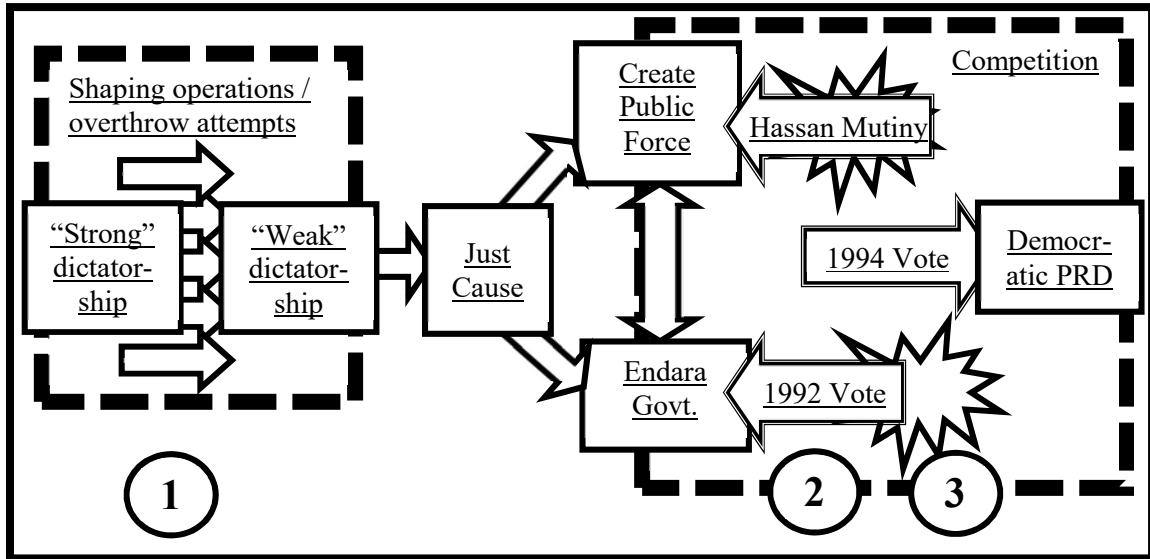 Shaping operations /
overthrow attempts
“Strong”
dictator-
ship
“Weak”
dictator-
ship
Just
Cause
Create
Public
Force
Endara
Govt.
Competition
Hassan Mutiny
1994 Vote
Democr-
atic PRD
1992 Vote
1
2
3